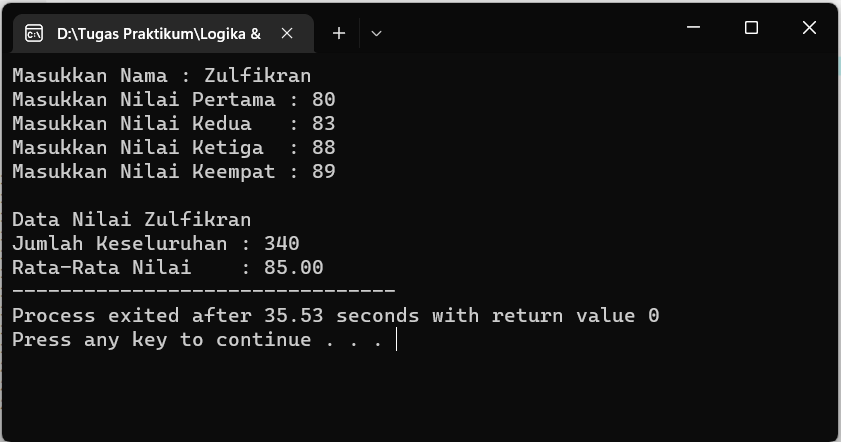 D:\Tugas Praktikum\Logika &
Masukkan Nama : Zulfikran
Masukkan Nilai Pertama : 80
Masukkan Nilai Kedua   : 83
Masukkan Nilai Ketiga  : 88
Masukkan Nilai Keempat : 89
Data Nilai Zulfikran
Jumlah Keseluruhan : 340
Rata-Rata Nilai    : 85.00
--------------------------------
Process exited after 35.53 seconds with return value 0
Press any key to continue . . .